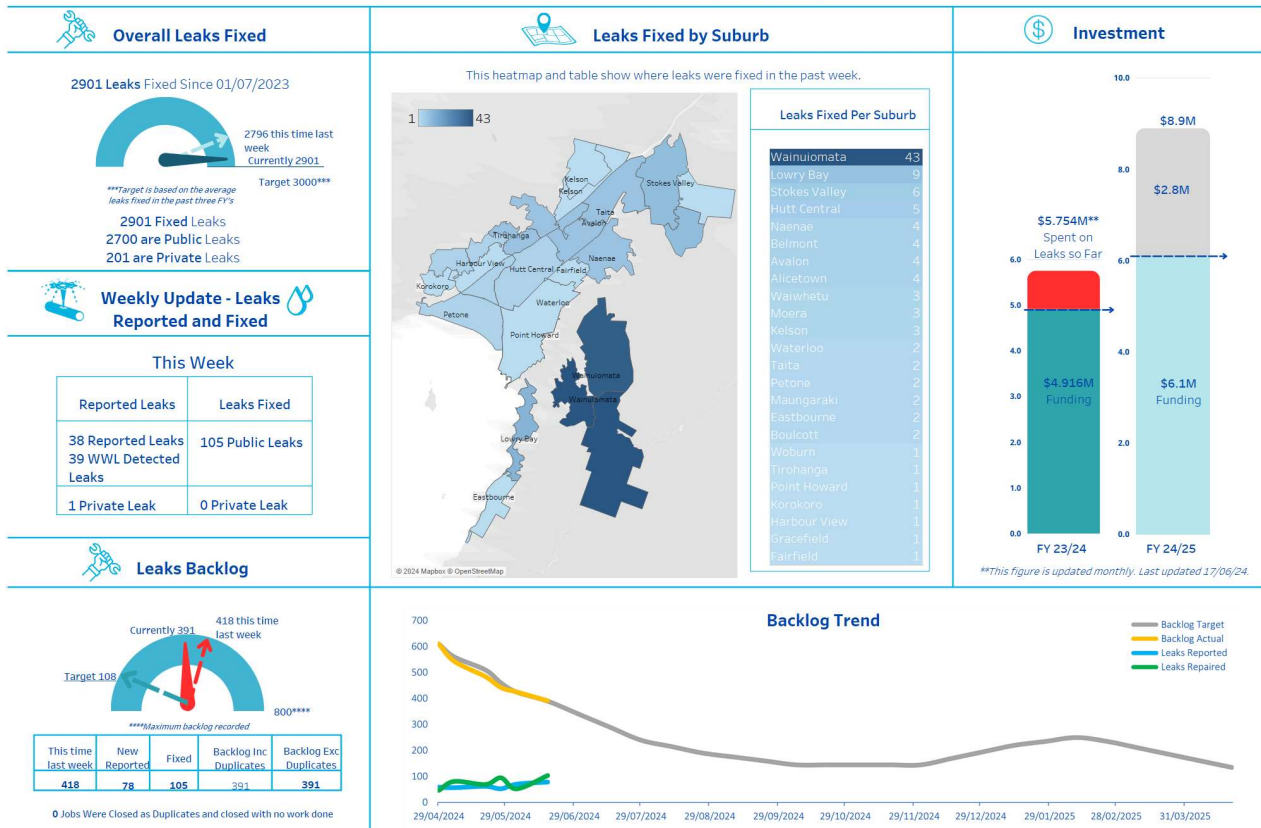 Overall Leaks Fixed
2901 Leaks Fixed Since 01/07/2023
2796 this time last
week
Currently 2901
Target 3000***
***Target is based on the average
leaks fixed in the past three FY's
2901 Fixed Leaks
2700 are Public Leaks
201 are Private Leaks
Weekly Update - Leaks
Reported and Fixed
This Week
Reported Leaks Leaks Fixed
38 Reported Leaks 105 Public Leaks
39 WWL Detected
Leaks
1 Private Leak 0 Private Leak
Leaks Fixed by Suburb
This heatmap and table show where leaks were fixed in the past week.
1 43
Kelson
Kelson
Stokes Valley
Taita
Avalon
Tirohanga
Naenae
Harbour View
Hutt Central
Fairfield
Korokoro
Waterloo
Petone
Point Howard
Wainuiomata
Wainuiomata
Lowry Bay
Eastbourne
© 2024 Mapbox © OpenStreetMap
Leaks Fixed Per Suburb
Wainuiomata 43
Lowry Bay 9
Stokes Valley 6
Hutt Central 5
Naenae 4
Belmont 4
Avalon 4
Alicetown 4
Waiwhetu 3
Moera 3
Kelson 3
Waterloo 2
Taita 2
Petone 2
Maungaraki 2
Eastbourne 2
Boulcott 2
Woburn 1
Tirohanga 1
Point Howard 1
Korokoro 1
Harbour View 1
Gracefield 1
Fairfield 1
$
Investment
$5.754M**
Spent on
Leaks so Far
6.0
5.0
4.0
3.0
2.0
1.0
0.0
$4.916M
Funding
FY 23/24
10.0
8.0
6.0
4.0
2.0
0.0
$8.9M
$2.8M
$6.1M
Funding
FY 24/25
**This figure is updated monthly. Last updated 17/06/24.
Leaks Backlog
Currently 391
418 this time
last week
Target 108
800****
****Maximum backlog recorded
This time last week New Reported Fixed Backlog Inc Duplicates Backlog Exc Duplicates
418 78 105 391 391
0 Jobs Were Closed as Duplicates and closed with no work done
Backlog Trend
700
600
500
400
300
200
100
0
29/04/2024 29/05/2024 29/06/2024 29/07/2024 29/08/2024 29/09/2024 29/10/2024 29/11/2024 29/12/2024 29/01/2025 28/02/2025 31/03/2025
Backlog Target
Backlog Actual
Leaks Reported
Leaks Repaired